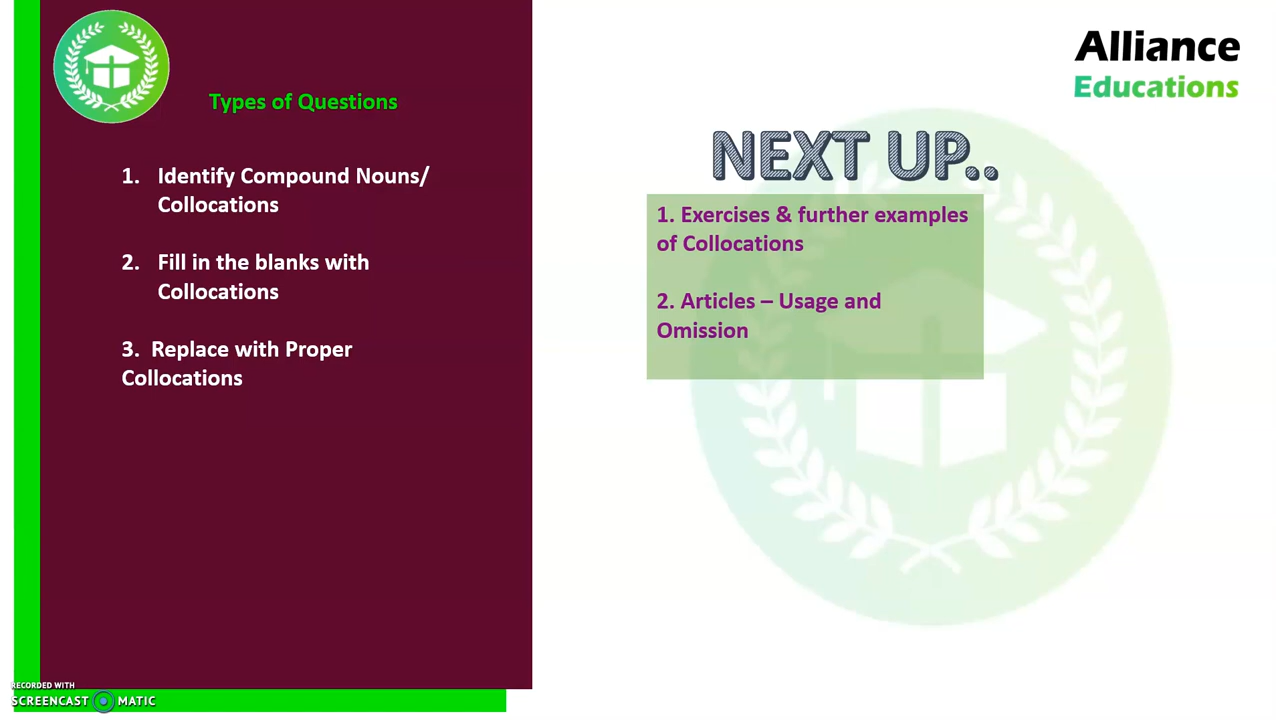 Alliance
Educations
Types of Questions
1. Identify Compound Nouns/
Collocations
2. Fill in the blanks with
Collocations
3. Replace with Proper
Collocations
NEXT UP..
1. Exercises & further examples
of Collocations
2. Articles – Usage and
Omission
RECORDED WITH
SCREENCAST MATIC